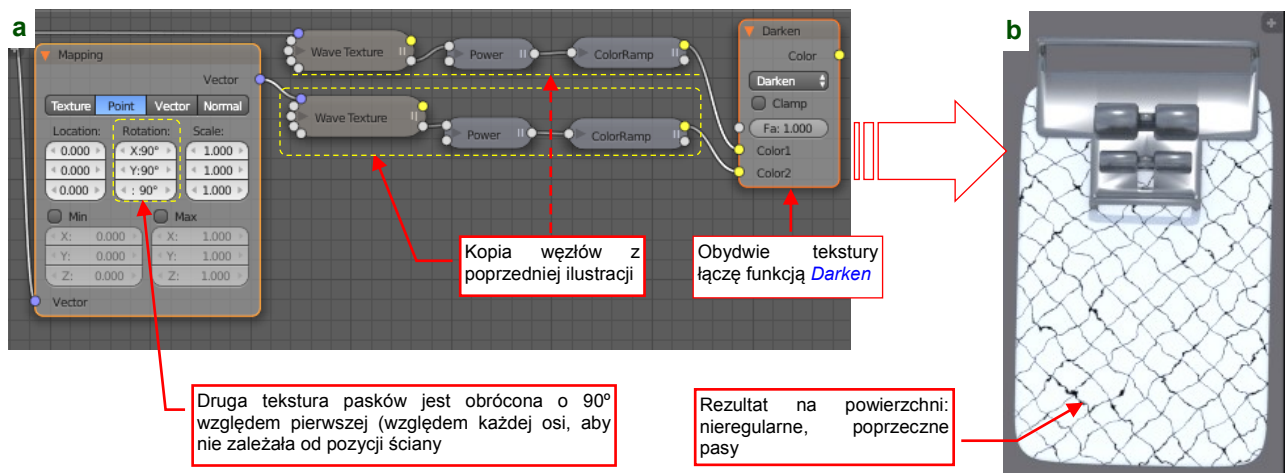 a
b
Mapping
Vector
Texture Point Vector Normal
Location: Rotation: Scale:
0.000 X:90° 1.000
0.000 Y:90° 1.000
0.000 : 90° 1.000
Min Max
X: 0.000 X: 1.000
Y: 0.000 Y: 1.000
Z: 0.000 Z: 1.000
Vector
Wave Texture Power ColorRamp
Wave Texture Power ColorRamp
Darken
Color
Darken
Clamp
Fa: 1.000
Color1
Color2
Kopia węzłów z
poprzedniej ilustracji
Obydwie tekstury
łączę funkcją Darken
Druga tekstura pasków jest obrócona o 90º
względem pierwszej (względem każdej osi, aby
nie zależała od pozycji ściany
Rezultat na powierzchni:
nieregularne, poprzeczne
pasy